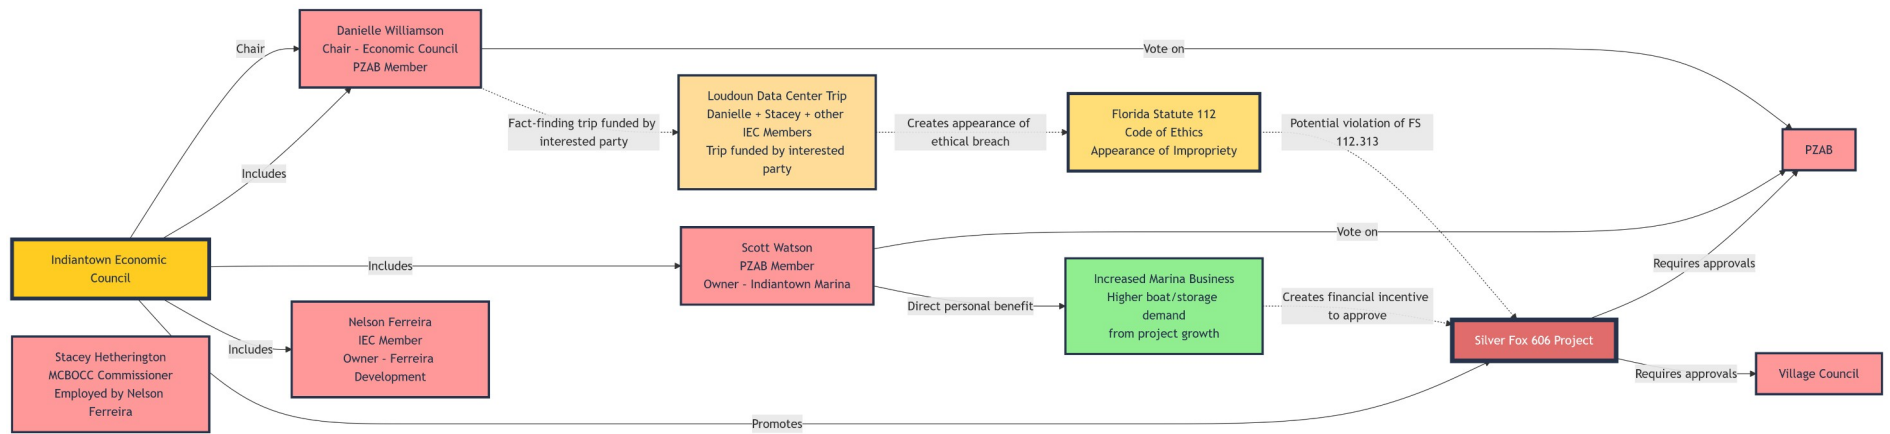 Danielle Williamson
Chair - Economic Council
PZAB Member
Chair
Vote on
Loudoun Data Center Trip
Danielle + Stacey + other
IEC Members
Trip funded by interested
party
Fact-finding trip funded by
interested party
Creates appearance of
ethical breach
Florida Statute 112
Code of Ethics
Appearance of Impropriety
Potential violation of FS
112.313
PZAB
Includes
Indiantown Economic
Council
Includes
Scott Watson
PZAB Member
Owner - Indiantown Marina
Vote on
Requires approvals
Direct personal benefit
Increased Marina Business
Higher boat/storage
demand
from project growth
Creates financial incentive
to approve
Silver Fox 606 Project
Nelson Ferreira
IEC Member
Owner - Ferreira
Development
Includes
Stacey Hetherington
MCBOCC Commissioner
Employed by Nelson
Ferreira
Requires approvals
Village Council
Promotes